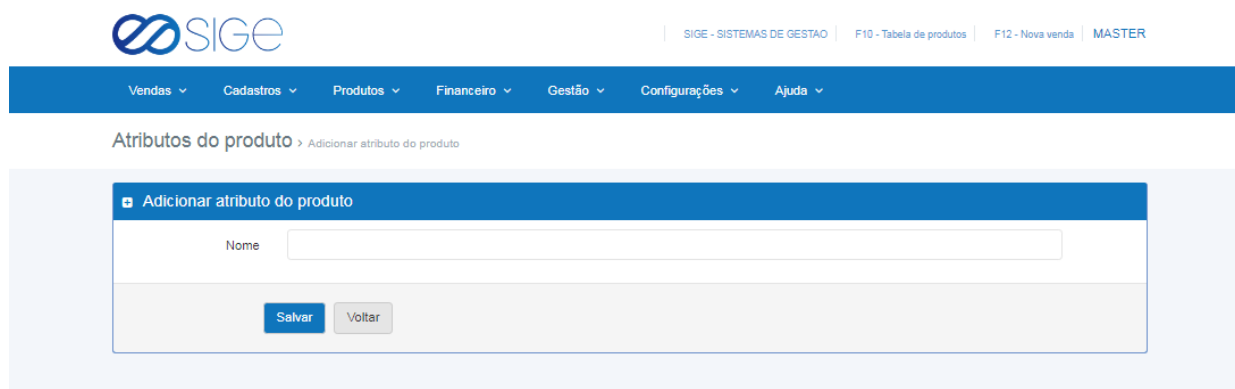 SIGE
SIGE - SISTEMAS DE GESTAO F10 - Tabela de produtos F12 - Nova venda MASTER
Vendas Cadastros Produtos Financeiro Gestão Configurações Ajuda
Atributos do produto › Adicionar atributo do produto
Adicionar atributo do produto
Nome
Salvar Voltar